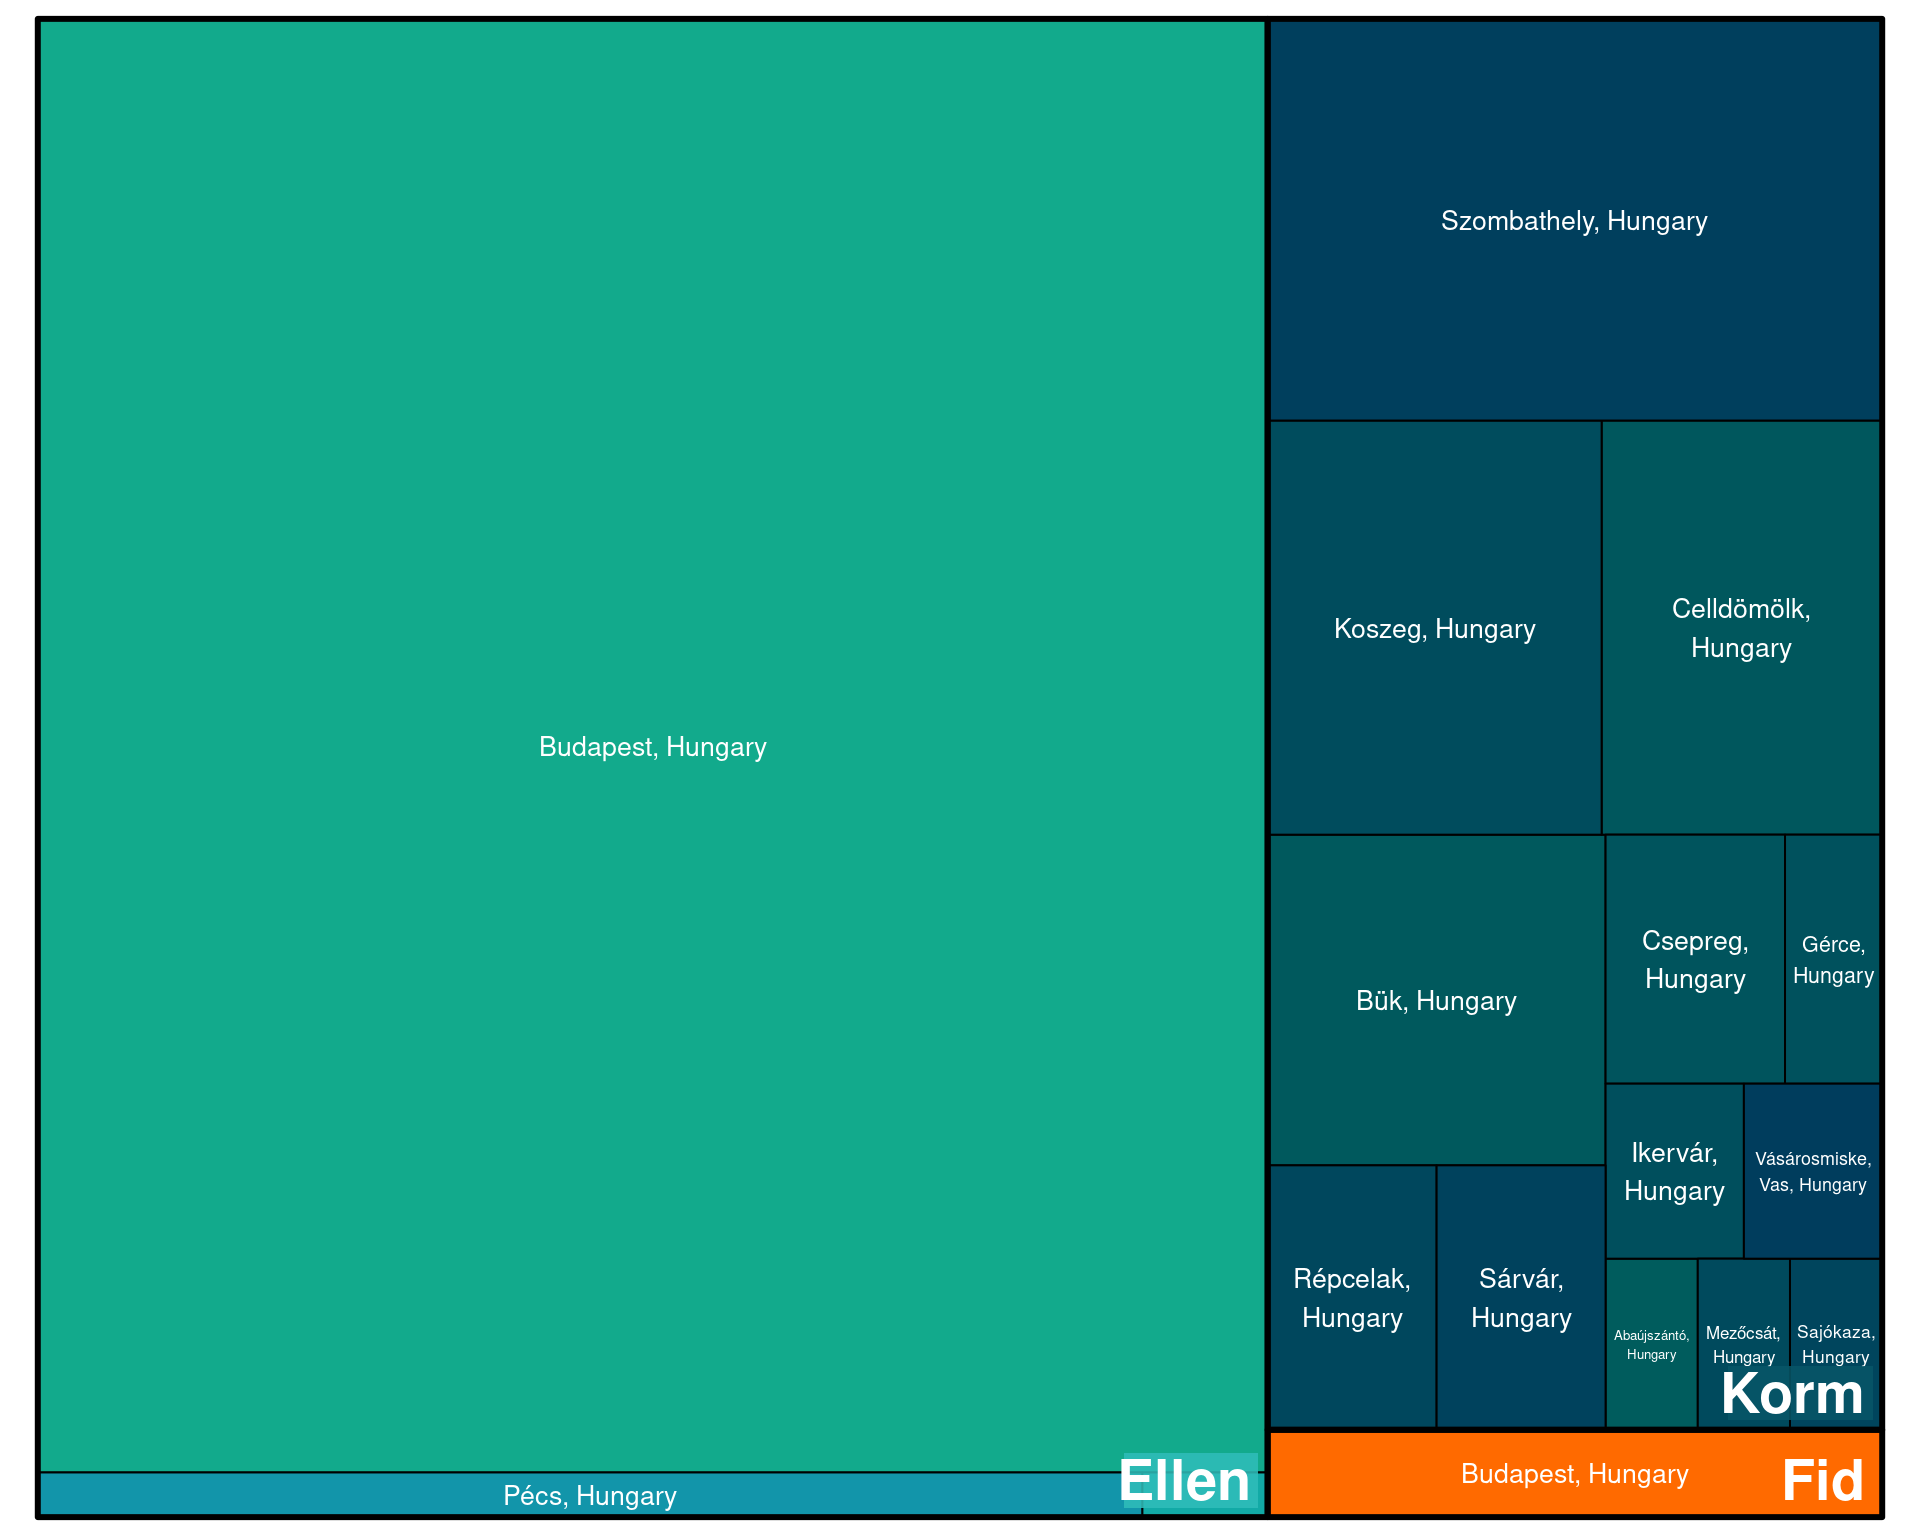 Budapest, Hungary
Pécs, Hungary
Ellen
Szombathely, Hungary
Koszeg, Hungary
Celldömölk,
Hungary
Bük, Hungary
Csepreg,
Hungary
Gérce,
Hungary
Ikervár,
Hungary
Vásárosmiske,
Vas, Hungary
Répcelak,
Hungary
Sárvár,
Hungary
Abaújszántó,
Hungary
Mezőcsát,
Hungary
Sajókaza,
Hungary
Korm
Budapest, Hungary
Fid